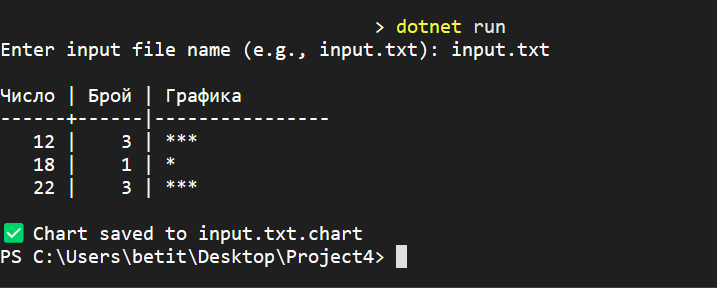 > dotnet run
Enter input file name (e.g., input.txt): input.txt
Число | Брой | Графика
------+------|----------------
12 | 3 | ***
18 | 1 | *
22 | 3 | ***
✅ Chart saved to input.txt.chart
PS C:\Users\betit\Desktop\Project4>